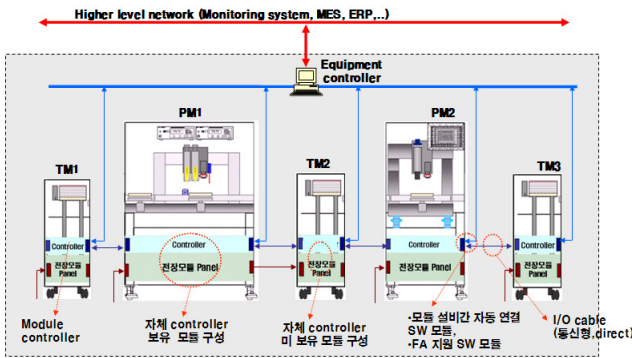 Higher level network (Monitoring system, MES, ERP,..)
Equipment
controller
PM1
PM2
TM1
TM2
TM3
Controller
Controller
Controller
Controller
Controller
전장모듈
Panel
전장모듈 Panel
전장모듈
Panel
전장모듈 Panel
전장모듈
Panel
Module
controller
자체 controller
보유 모듈 구성
자체 controller
미 보유 모듈 구성
•모듈 설비간 자동 연결
SW 모듈,
•FA 지원 SW 모듈
I/O cable
(통신형,direct)